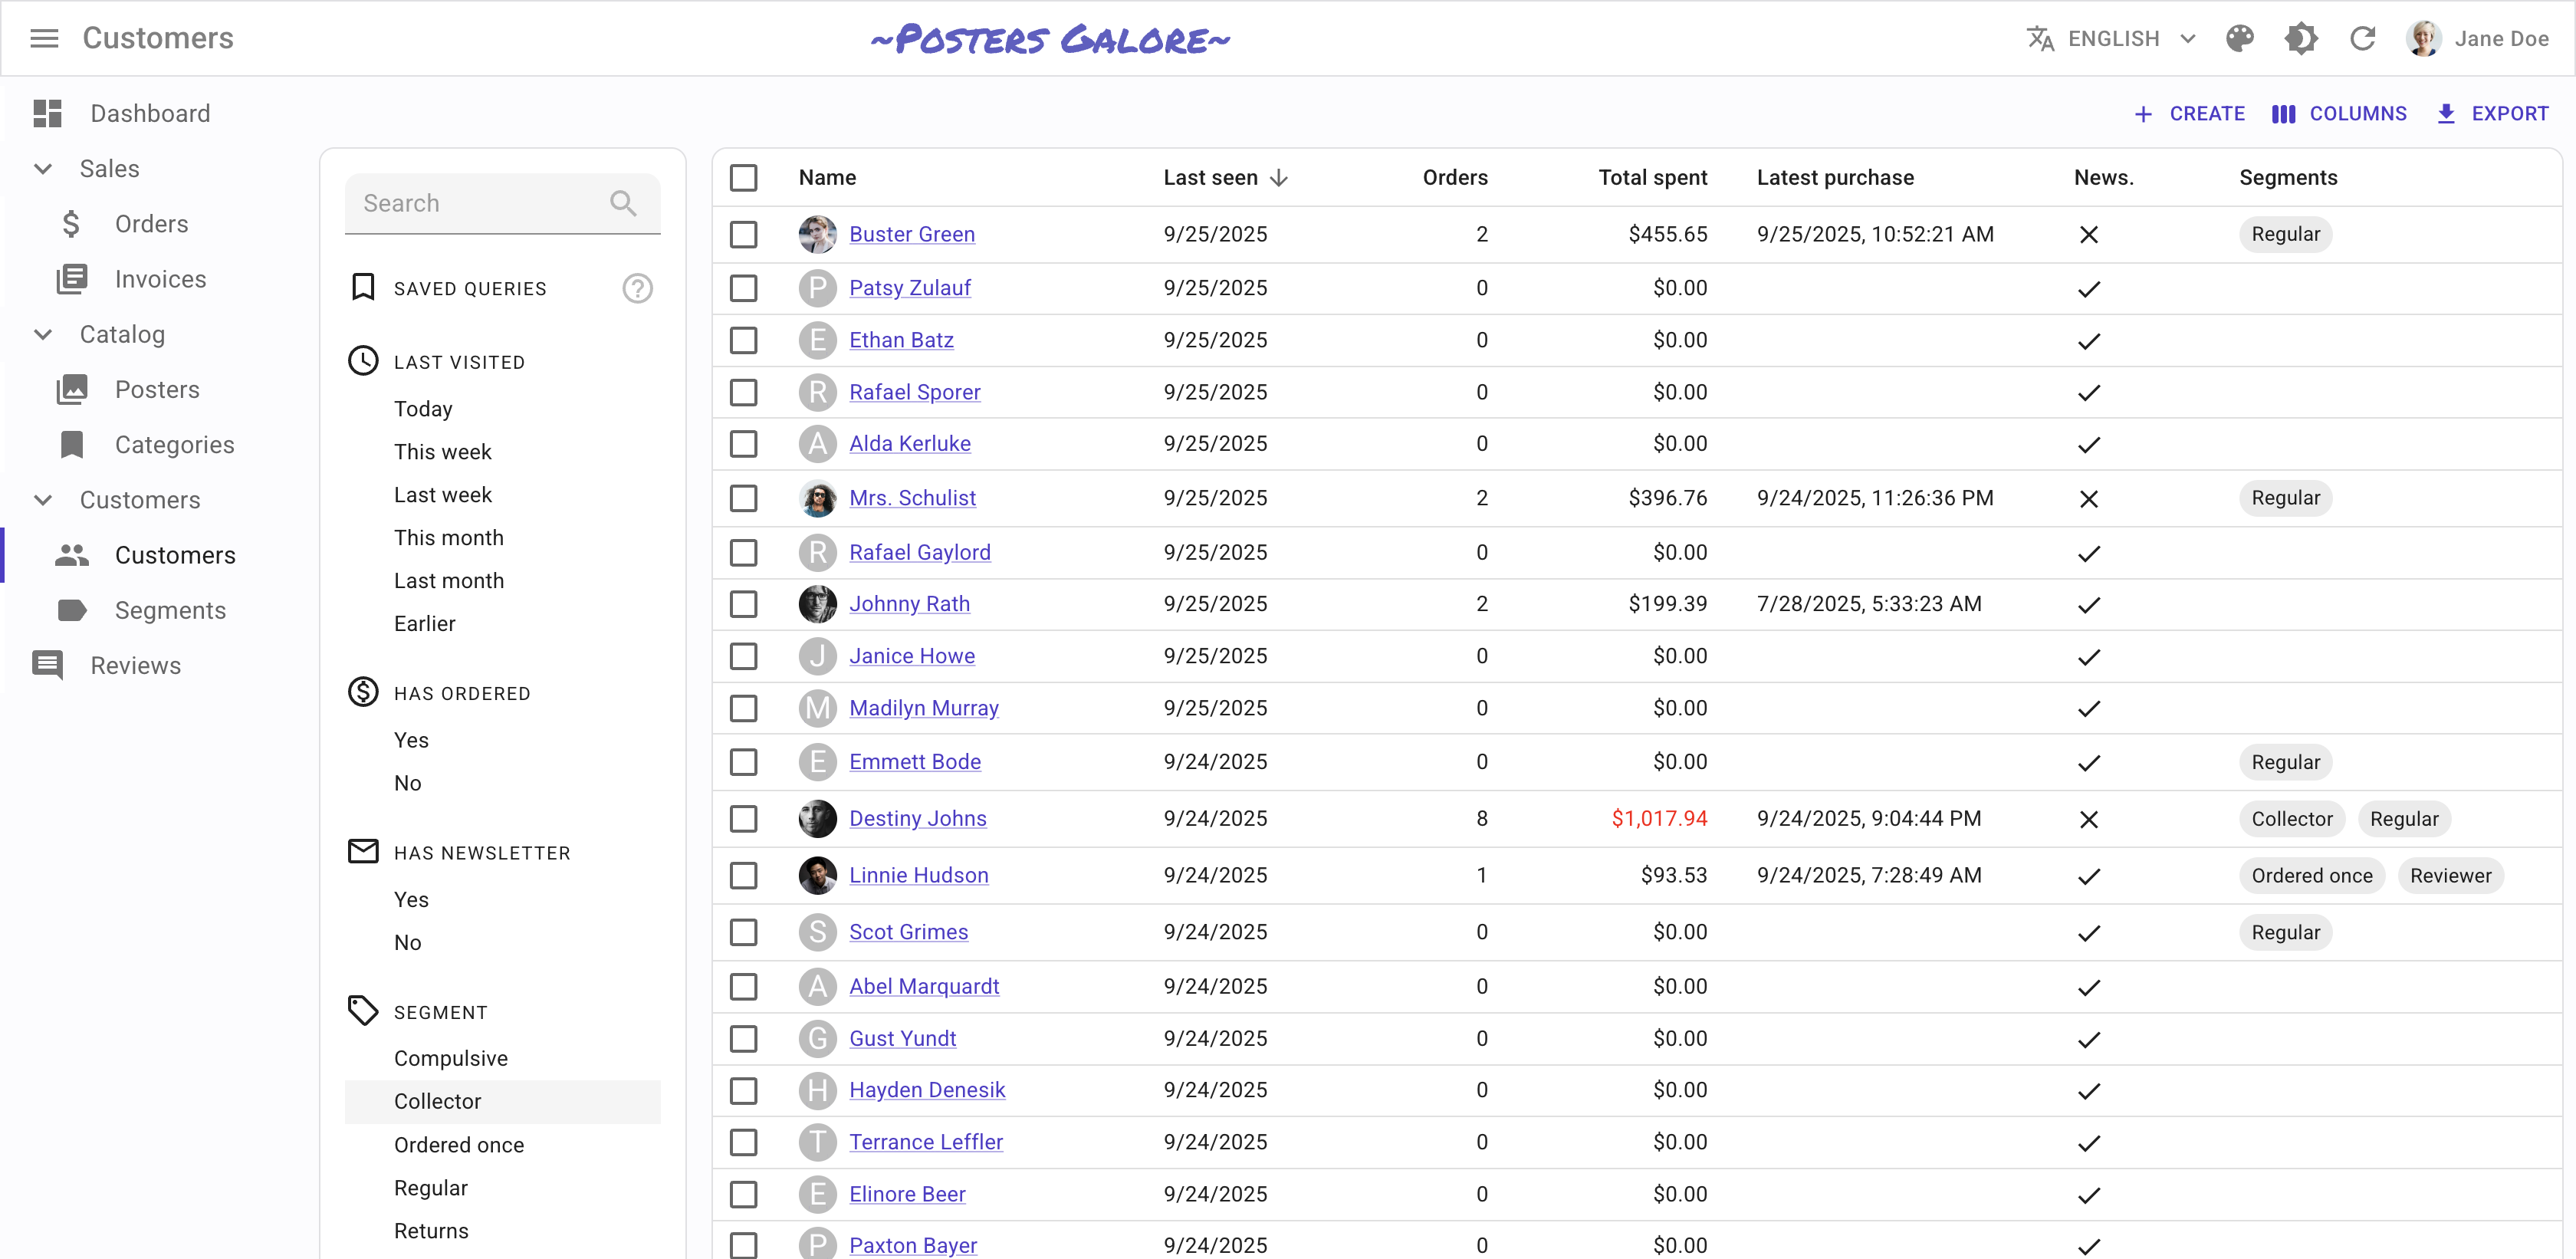 Customers
~Posters Galore~
ENGLISH
Jane Doe
Dashboard
Sales
Orders
Invoices
Catalog
Posters
Categories
Customers
Customers
Segments
Reviews
CREATE COLUMNS EXPORT
Search
SAVED QUERIES
LAST VISITED
Today
This week
Last week
This month
Last month
Earlier
HAS ORDERED
Yes
No
HAS NEWSLETTER
Yes
No
SEGMENT
Compulsive
Collector
Ordered once
Regular
Returns
Name Last seen Orders Total spent Latest purchase News. Segments
Buster Green 9/25/2025 2 $455.65 9/25/2025, 10:52:21 AM Regular
P Patsy Zulauf 9/25/2025 0 $0.00
E Ethan Batz 9/25/2025 0 $0.00
R Rafael Sporer 9/25/2025 0 $0.00
A Alda Kerluke 9/25/2025 0 $0.00
Mrs. Schulist 9/25/2025 2 $396.76 9/24/2025, 11:26:36 PM Regular
R Rafael Gaylord 9/25/2025 0 $0.00
Johnny Rath 9/25/2025 2 $199.39 7/28/2025, 5:33:23 AM
J Janice Howe 9/25/2025 0 $0.00
M Madilyn Murray 9/25/2025 0 $0.00
E Emmett Bode 9/24/2025 0 $0.00 Regular
Destiny Johns 9/24/2025 8 $1,017.94 9/24/2025, 9:04:44 PM Collector Regular
Linnie Hudson 9/24/2025 1 $93.53 9/24/2025, 7:28:49 AM Ordered once Reviewer
S Scot Grimes 9/24/2025 0 $0.00 Regular
A Abel Marquardt 9/24/2025 0 $0.00
G Gust Yundt 9/24/2025 0 $0.00
H Hayden Denesik 9/24/2025 0 $0.00
T Terrance Leffler 9/24/2025 0 $0.00
E Elinore Beer 9/24/2025 0 $0.00
P Paxton Bayer 9/24/2025 0 $0.00